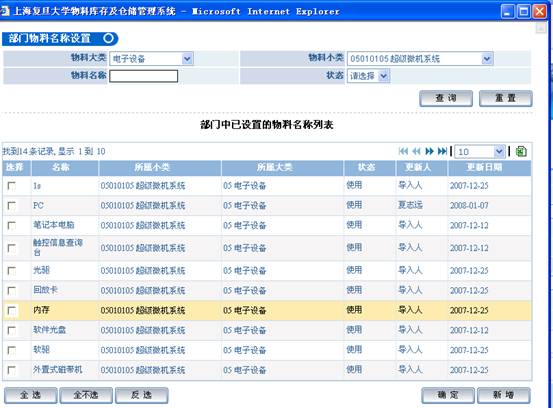 上海复旦大学物料库存及仓储管理系统 - Microsoft Internet Explorer
部门物料名称设置
物料大类 电子设备 物料小类 05010105 超级微机系统
物料名称 状态 请选择
查 询 重 置
部门中已设置的物料名称列表
找到14条记录,显示 1 到 10 10
选择 名称 所属小类 所属大类 状态 更新人 更新日期
1s 05010105 超级微机系统 05 电子设备 使用 导入人 2007-12-25
PC 05010105 超级微机系统 05 电子设备 使用 夏志远 2008-01-07
笔记本电脑 05010105 超级微机系统 05 电子设备 使用 导入人 2007-12-12
触控信息查询
台 05010105 超级微机系统 05 电子设备 使用 导入人 2007-12-12
光驱 05010105 超级微机系统 05 电子设备 使用 导入人 2007-12-25
回放卡 05010105 超级微机系统 05 电子设备 使用 导入人 2007-12-25
内存 05010105 超级微机系统 05 电子设备 使用 导入人 2007-12-25
软件光盘 05010105 超级微机系统 05 电子设备 使用 导入人 2007-12-12
软驱 05010105 超级微机系统 05 电子设备 使用 导入人 2007-12-25
外置式磁带机 05010105 超级微机系统 05 电子设备 使用 导入人 2007-12-25
全 选 全不选 反 选 确 定 新 增